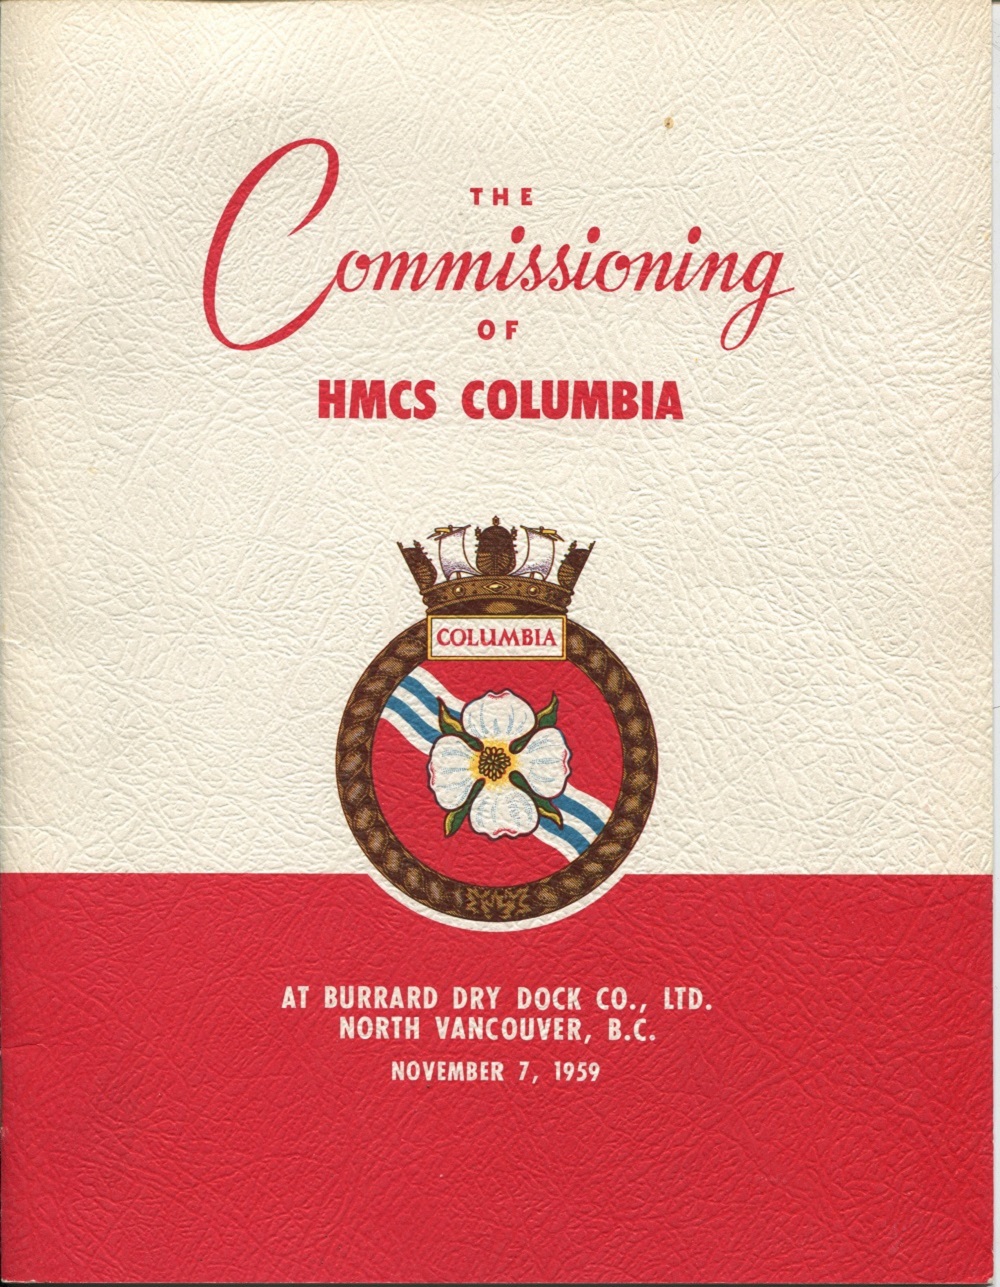 THE
Commissioning
OF
HMCS COLUMBIA
COLUMBIA
AT BURRARD DRY DOCK CO., LTD.
NORTH VANCOUVER, B.C.
NOVEMBER 7, 1959